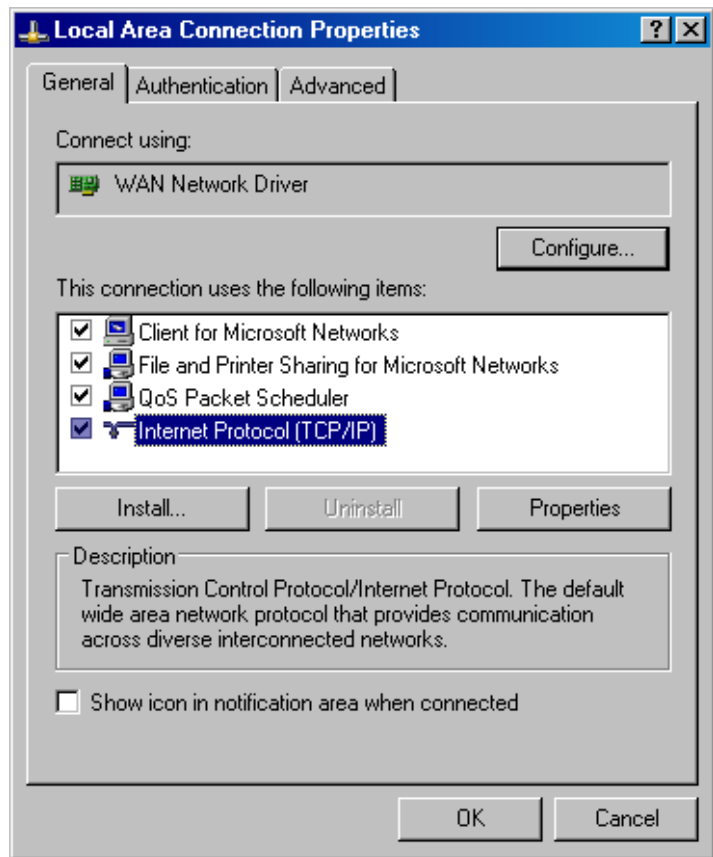 Local Area Connection Properties
General Authentication Advanced
Connect using:
WAN Network Driver
Configure...
This connection uses the following items:
Client for Microsoft Networks
File and Printer Sharing for Microsoft Networks
QoS Packet Scheduler
Internet Protocol (TCP/IP)
Install... Uninstall Properties
Description
Transmission Control Protocol/Internet Protocol. The default
wide area network protocol that provides communication
across diverse interconnected networks.
Show icon in notification area when connected
OK Cancel